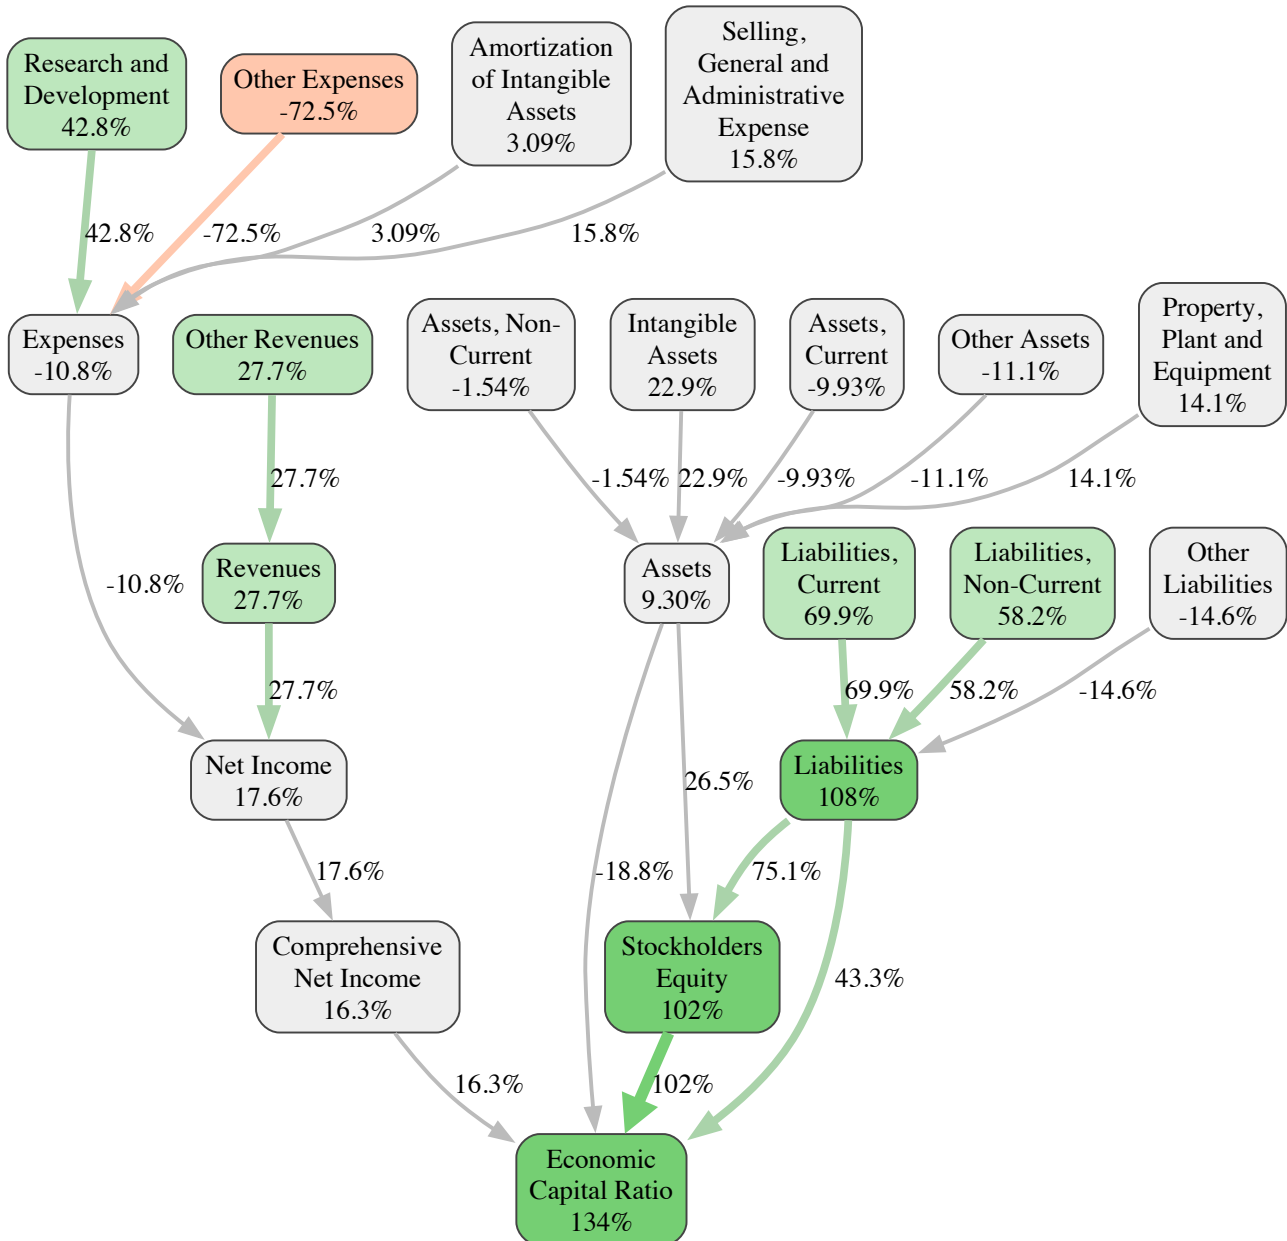 Research and
Development
42.8%
Other Expenses
-72.5%
Amortization
of Intangible
Assets
3.09%
Selling,
General and
Administrative
Expense
15.8%
42.8%
-72.5%
3.09%
15.8%
Expenses
-10.8%
Other Revenues
27.7%
Assets, Non-
Current
-1.54%
Intangible
Assets
22.9%
Assets,
Current
-9.93%
Other Assets
-11.1%
Property,
Plant and
Equipment
14.1%
27.7%
-1.54%
22.9%
-9.93%
-11.1%
14.1%
-10.8%
Revenues
27.7%
Assets
9.30%
Liabilities,
Current
69.9%
Liabilities,
Non-Current
58.2%
Other
Liabilities
-14.6%
27.7%
69.9%
58.2%
-14.6%
Net Income
17.6%
26.5%
Liabilities
108%
17.6%
-18.8%
75.1%
Comprehensive
Net Income
16.3%
Stockholders
Equity
102%
43.3%
16.3%
102%
Economic
Capital Ratio
134%